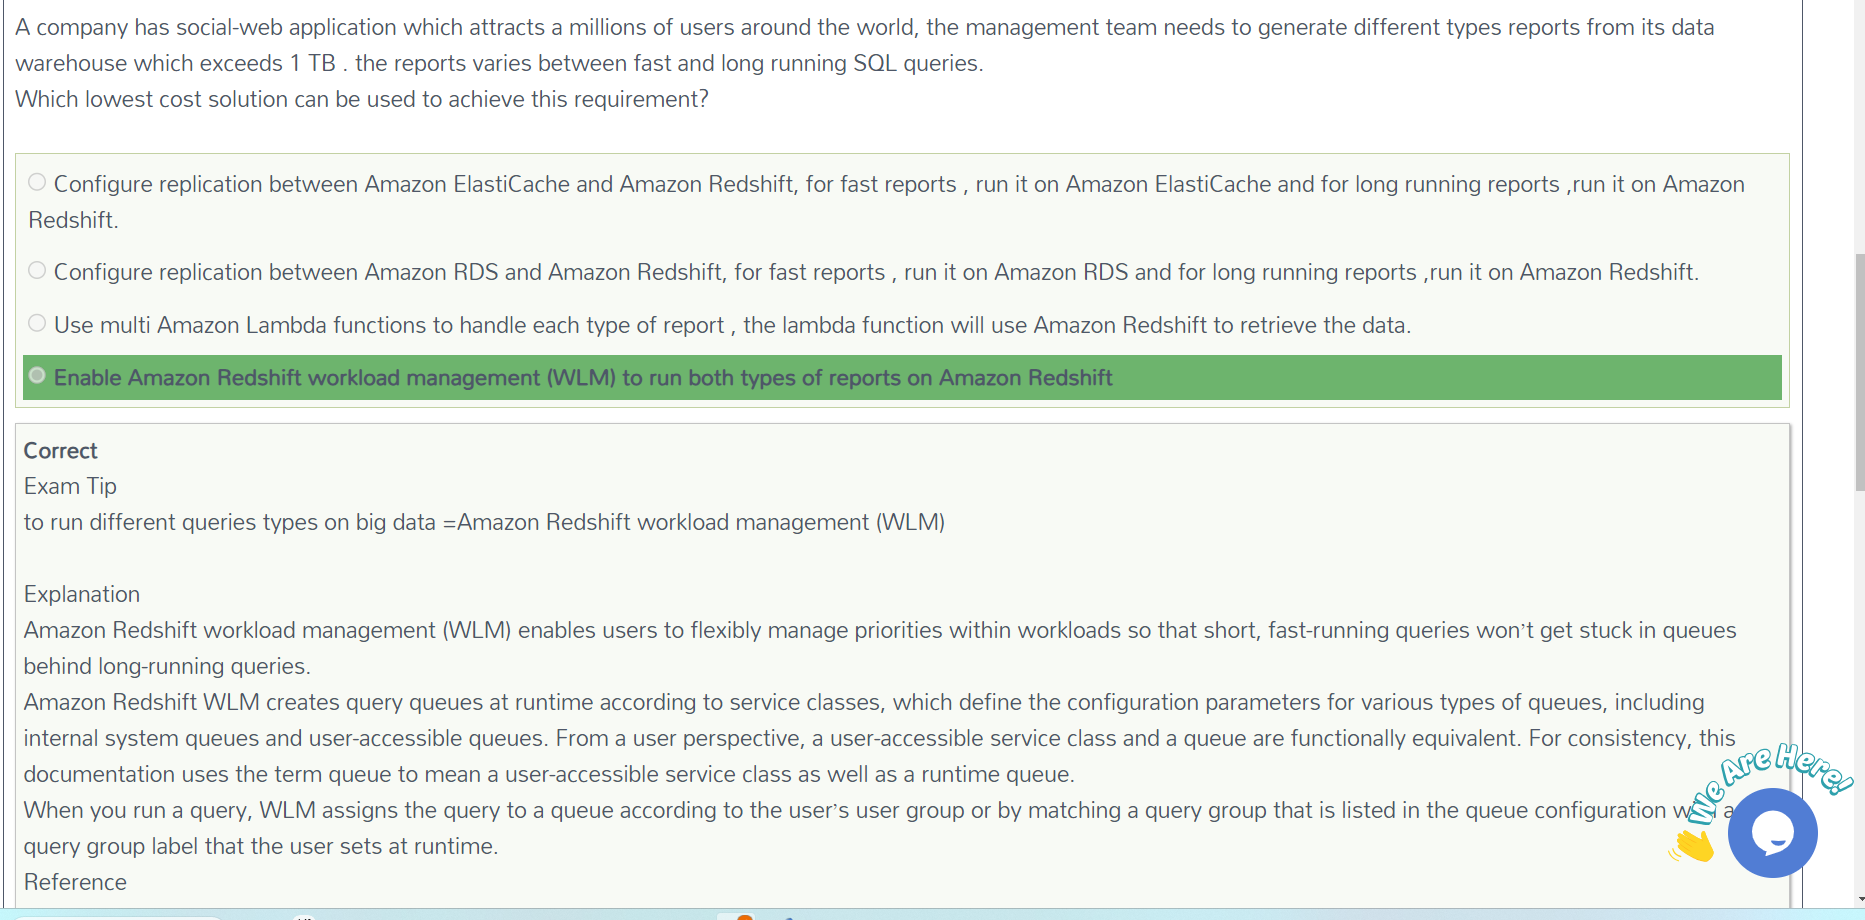 A company has social-web application which attracts a millions of users around the world, the management team needs to generate different types reports from its data
warehouse which exceeds 1 TB . the reports varies between fast and long running SQL queries.
Which lowest cost solution can be used to achieve this requirement?
Configure replication between Amazon ElastiCache and Amazon Redshift, for fast reports , run it on Amazon ElastiCache and for long running reports ,run it on Amazon
Redshift.
Configure replication between Amazon RDS and Amazon Redshift, for fast reports , run it on Amazon RDS and for long running reports ,run it on Amazon Redshift.
Use multi Amazon Lambda functions to handle each type of report , the lambda function will use Amazon Redshift to retrieve the data.
Enable Amazon Redshift workload management (WLM) to run both types of reports on Amazon Redshift
Correct
Exam Tip
to run different queries types on big data =Amazon Redshift workload management (WLM)
Explanation
Amazon Redshift workload management (WLM) enables users to flexibly manage priorities within workloads so that short, fast-running queries won’t get stuck in queues
behind long-running queries.
Amazon Redshift WLM creates query queues at runtime according to service classes, which define the configuration parameters for various types of queues, including
internal system queues and user-accessible queues. From a user perspective, a user-accessible service class and a queue are functionally equivalent. For consistency, this
documentation uses the term queue to mean a user-accessible service class as well as a runtime queue.
When you run a query, WLM assigns the query to a queue according to the user’s user group or by matching a query group that is listed in the queue configuration a
query group label that the user sets at runtime.
Reference
We Are Here!